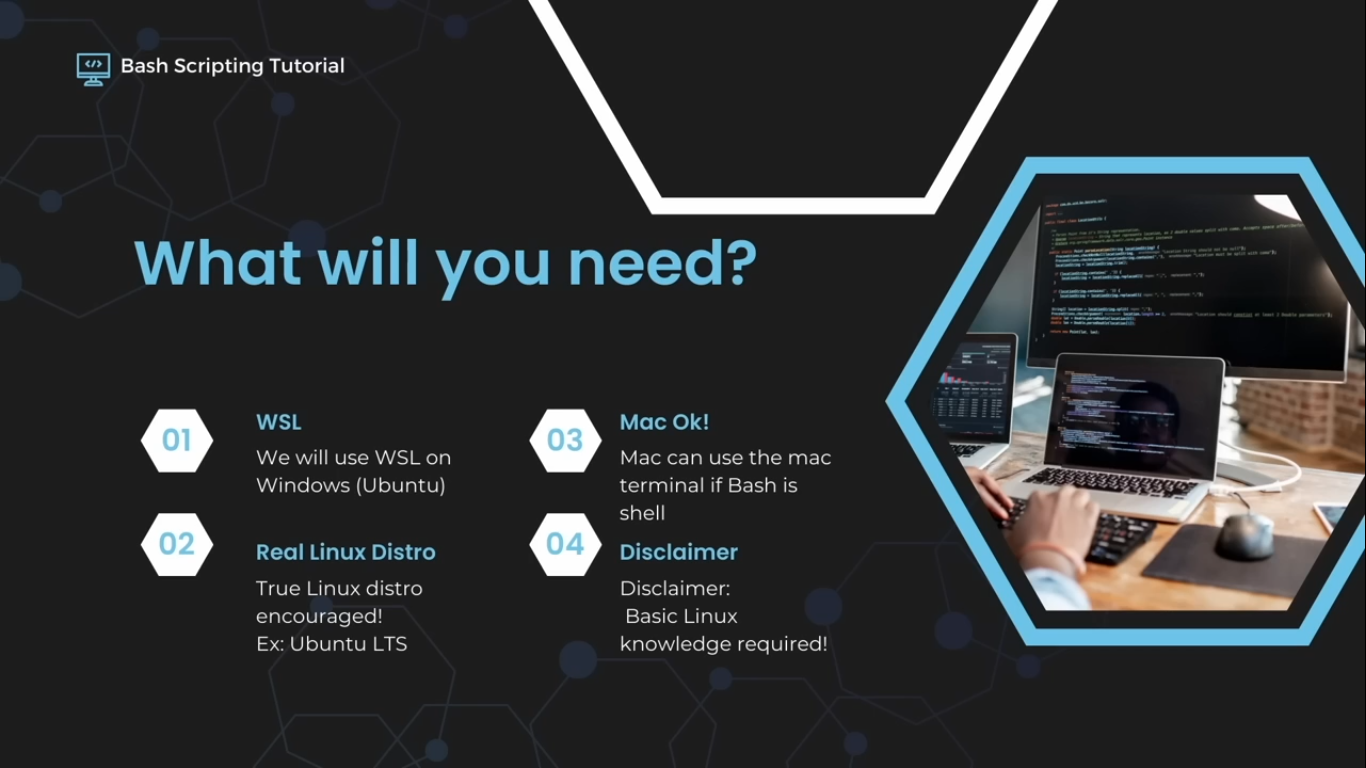 Bash Scripting Tutorial
What will you need?
01
WSL
We will use WSL on
Windows (Ubuntu)
02
Real Linux Distro
True Linux distro
encouraged!
Ex: Ubuntu LTS
03
Mac Ok!
Mac can use the mac
terminal if Bash is
shell
04
Disclaimer
Disclaimer:
Basic Linux
knowledge required!